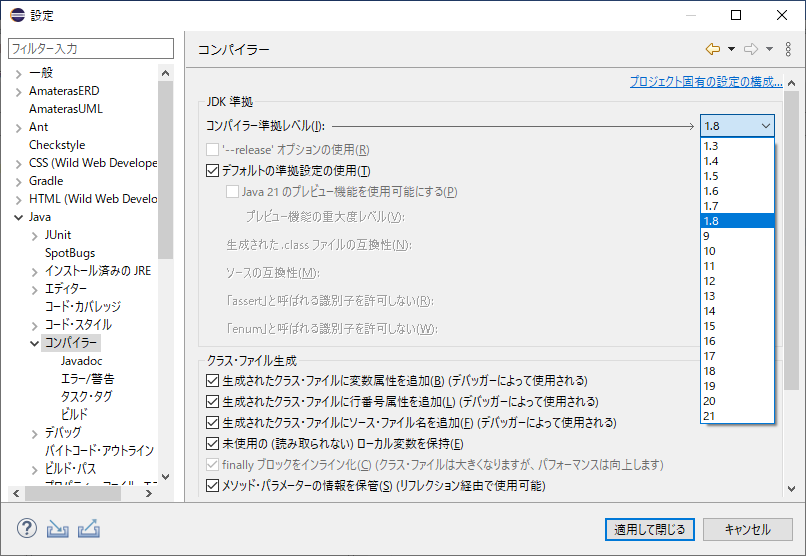 設定
フィルター入力
一般
AmaterasERD
AmaterasUML
Ant
Checkstyle
CSS (Wild Web Develope
Gradle
HTML (Wild Web Develo
Java
JUnit
SpotBugs
インストール済みの JRE
エディター
コード・カバレッジ
コード・スタイル
コンパイラー
Javadoc
エラー/警告
タスク・タグ
ビルド
デバッグ
バイトコード・アウトライン
ビルド・パス
コンパイラー
プロジェクト固有の設定の構成...
JDK 準拠
コンパイラー準拠レベル(I):
1.8
'--release' オプションの使用(R)
デフォルトの準拠設定の使用(T)
Java 21 のプレビュー機能を使用可能にする(P)
プレビュー機能の重大度レベル(V):
生成された .class ファイルの互換性(N):
ソースの互換性(M):
「assert」と呼ばれる識別子を許可しない(R):
「enum」と呼ばれる識別子を許可しない(W):
1.3
1.4
1.5
1.6
1.7
1.8
9
10
11
12
13
14
15
16
17
18
19
20
21
クラス・ファイル生成
生成されたクラス・ファイルに変数属性を追加(B) (デバッガーによって使用される)
生成されたクラス・ファイルに行番号属性を追加(L) (デバッガーによって使用される)
生成されたクラス・ファイルにソース・ファイル名を追加(F) (デバッガーによって使用される)
未使用の (読み取られない) ローカル変数を保持(E)
finally ブロックをインライン化(C) (クラス・ファイルは大きくなりますが、パフォーマンスは向上します)
メソッド・パラメーターの情報を保管(S) (リフレクション経由で使用可能)
適用して閉じる
キャンセル